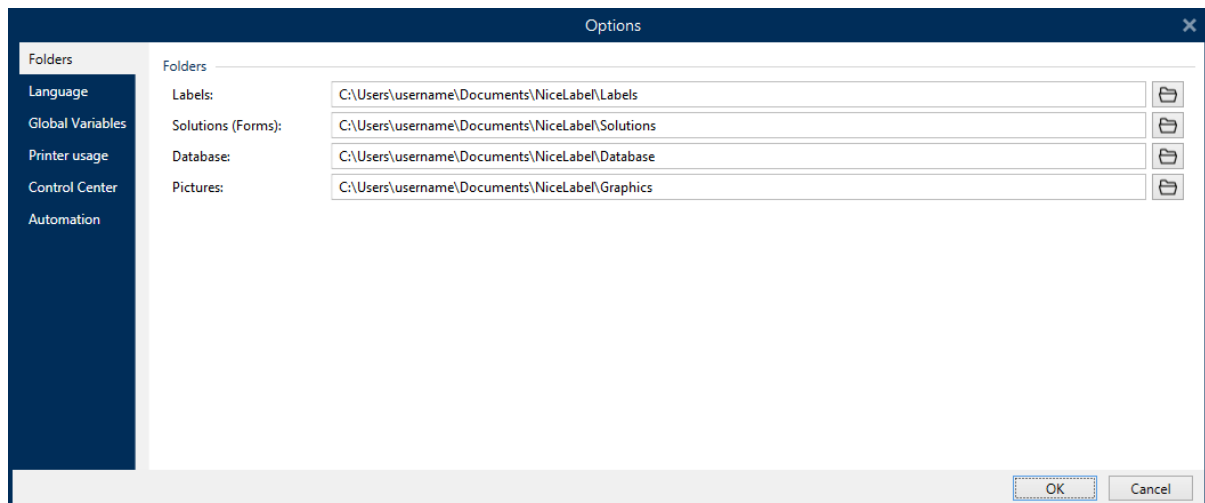 Options
Folders
Language
Global Variables
Printer usage
Control Center
Automation
Folders
Labels: C:\Users\username\Documents\NiceLabel\Labels
Solutions (Forms): C:\Users\username\Documents\NiceLabel\Solutions
Database: C:\Users\username\Documents\NiceLabel\Database
Pictures: C:\Users\username\Documents\NiceLabel\Graphics
OK Cancel